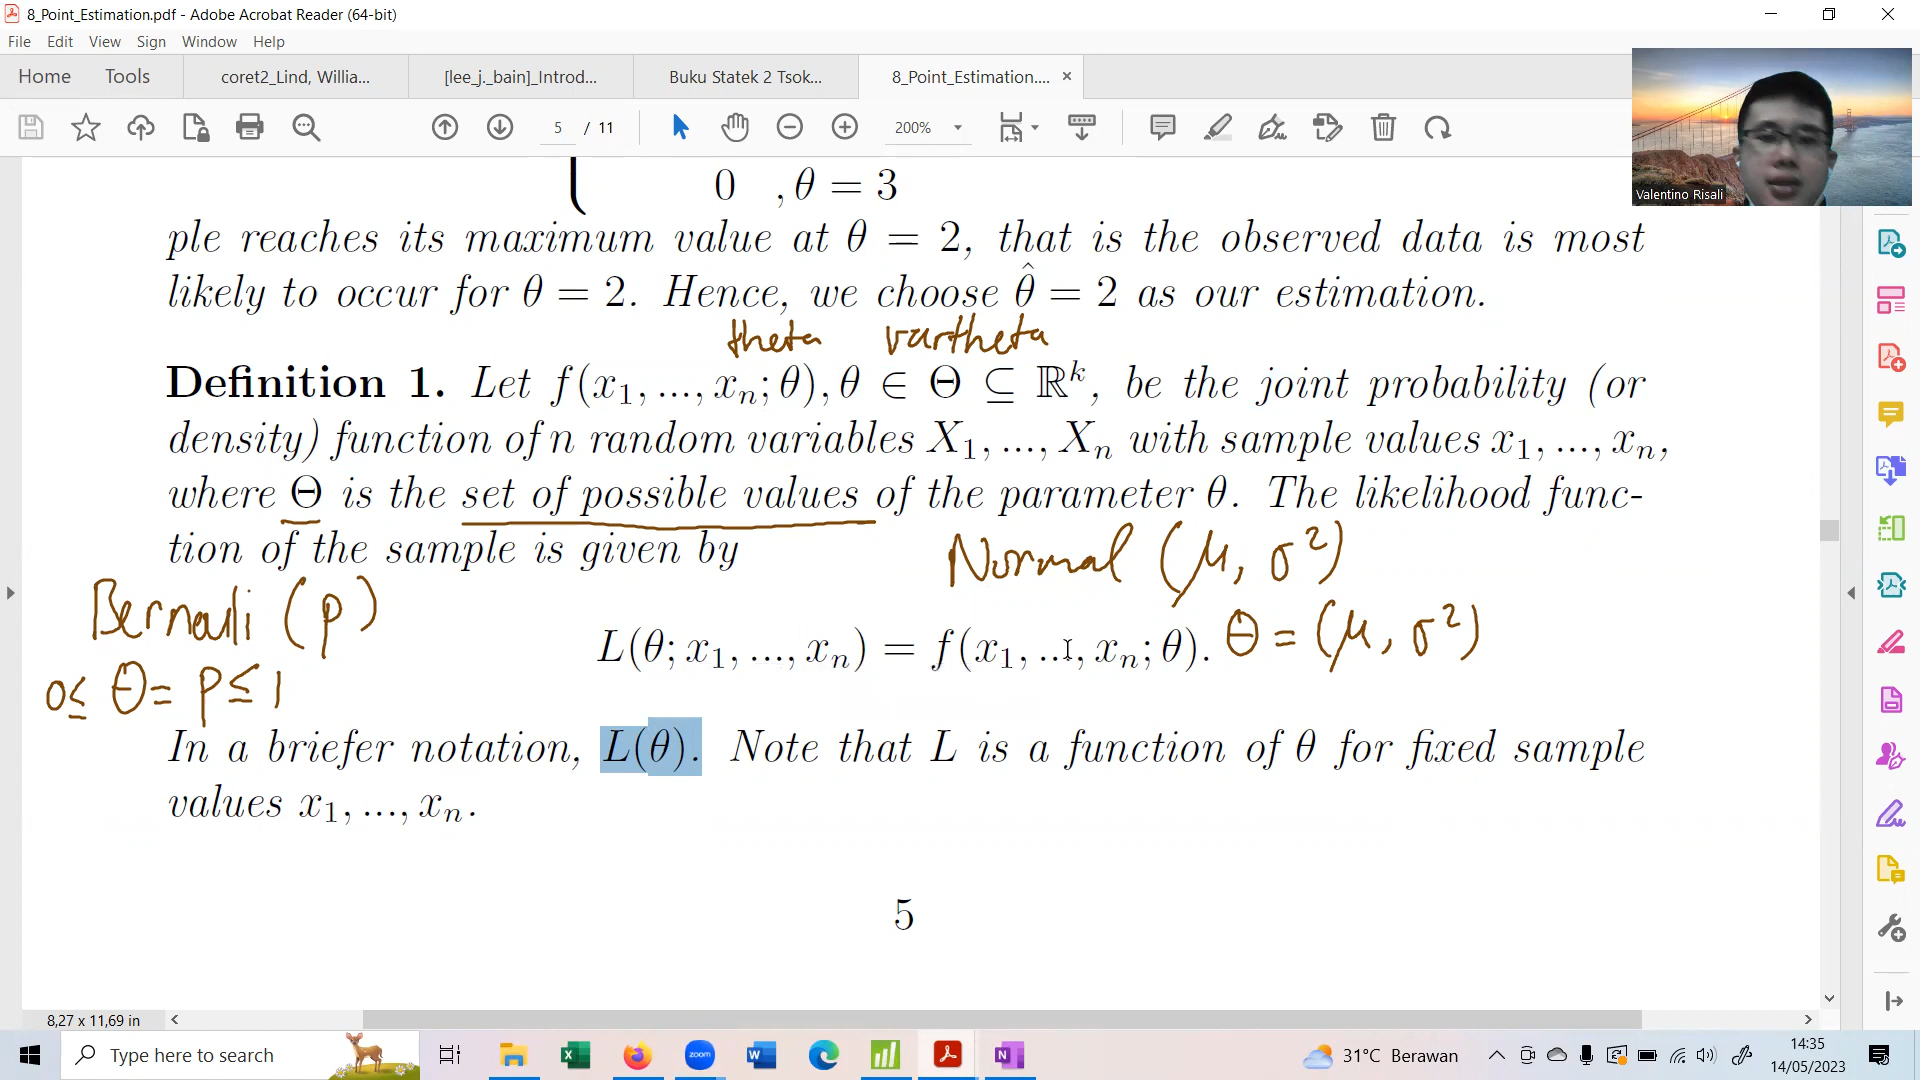 8_Point_Estimation.pdf - Adobe Acrobat Reader (64-bit)
File Edit View Sign Window Help
Home Tools coret2_Lind, Willia... [lee_j._bain]_Introd... Buku Statek 2 Tsok... 8_Point_Estimation.... ×
5 / 11 200%
Valentino Risali
0 , θ = 3
ple reaches its maximum value at θ = 2, that is the observed data is most
likely to occur for θ = 2. Hence, we choose θ̂ = 2 as our estimation.
theta vartheta
Definition 1. Let f(x₁, ..., xₙ; θ), θ ∈ Θ ⊆ ℝᵏ, be the joint probability (or
density) function of n random variables X₁, ..., Xₙ with sample values x₁, ..., xₙ,
where Θ is the set of possible values of the parameter θ. The likelihood func-
tion of the sample is given by
Normal (μ, σ²)
Bernoulli (p)
L(θ; x₁, ..., xₙ) = f(x₁, ..., xₙ; θ). θ = (μ, σ²)
0 ≤ θ = p ≤ 1
In a briefer notation, L(θ). Note that L is a function of θ for fixed sample
values x₁, ..., xₙ.
5
8,27 x 11,69 in
Type here to search zoom 31°C Berawan 14:35
14/05/2023